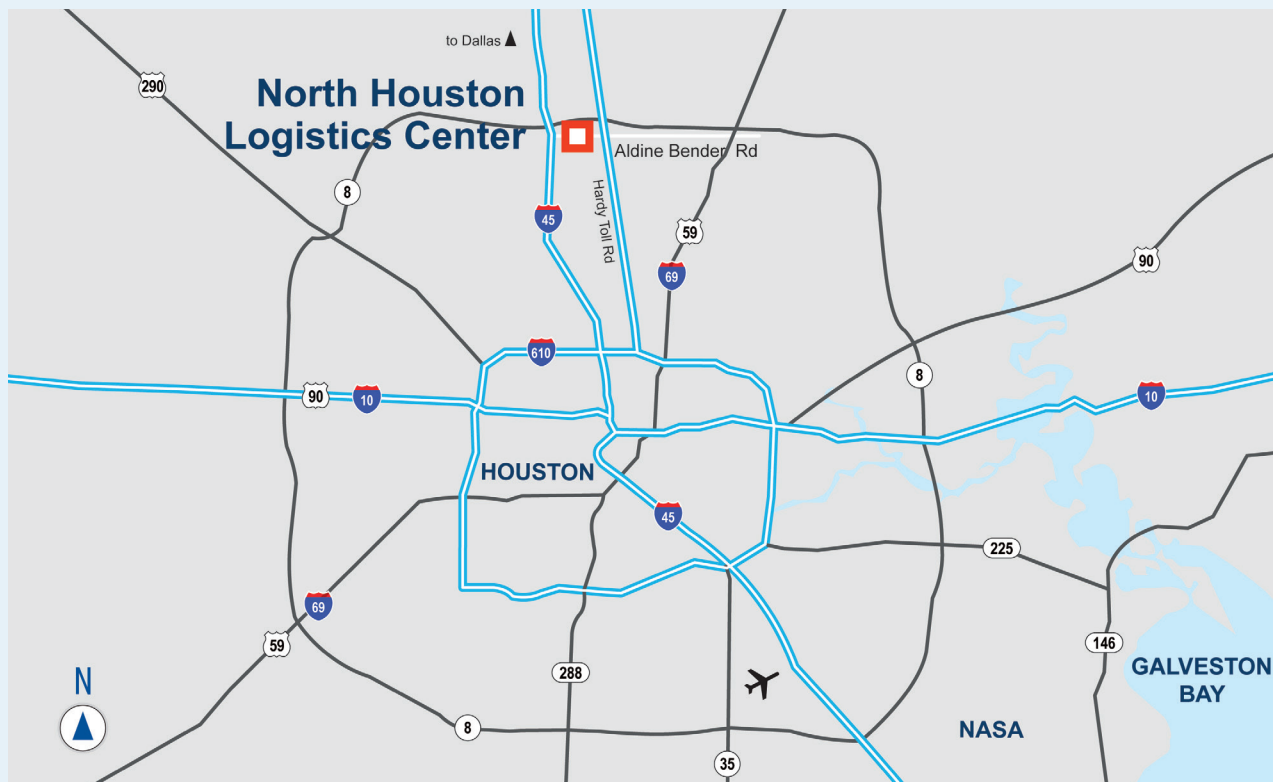 to Dallas
290
North Houston
Logistics Center
Aldine Bender Rd
8
45
Hardy Toll Rd
59
69
90
610
8
90
10
10
HOUSTON
45
225
69
59
146
GALVESTON
BAY
288
N
8
NASA
35